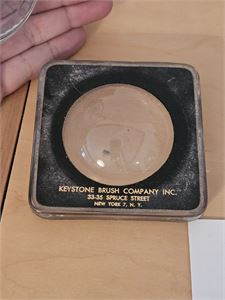 KEYSTONE BRUSH COMPANY INC.
33-35 SPRUCE STREET
NEW YORK 7, N. Y.